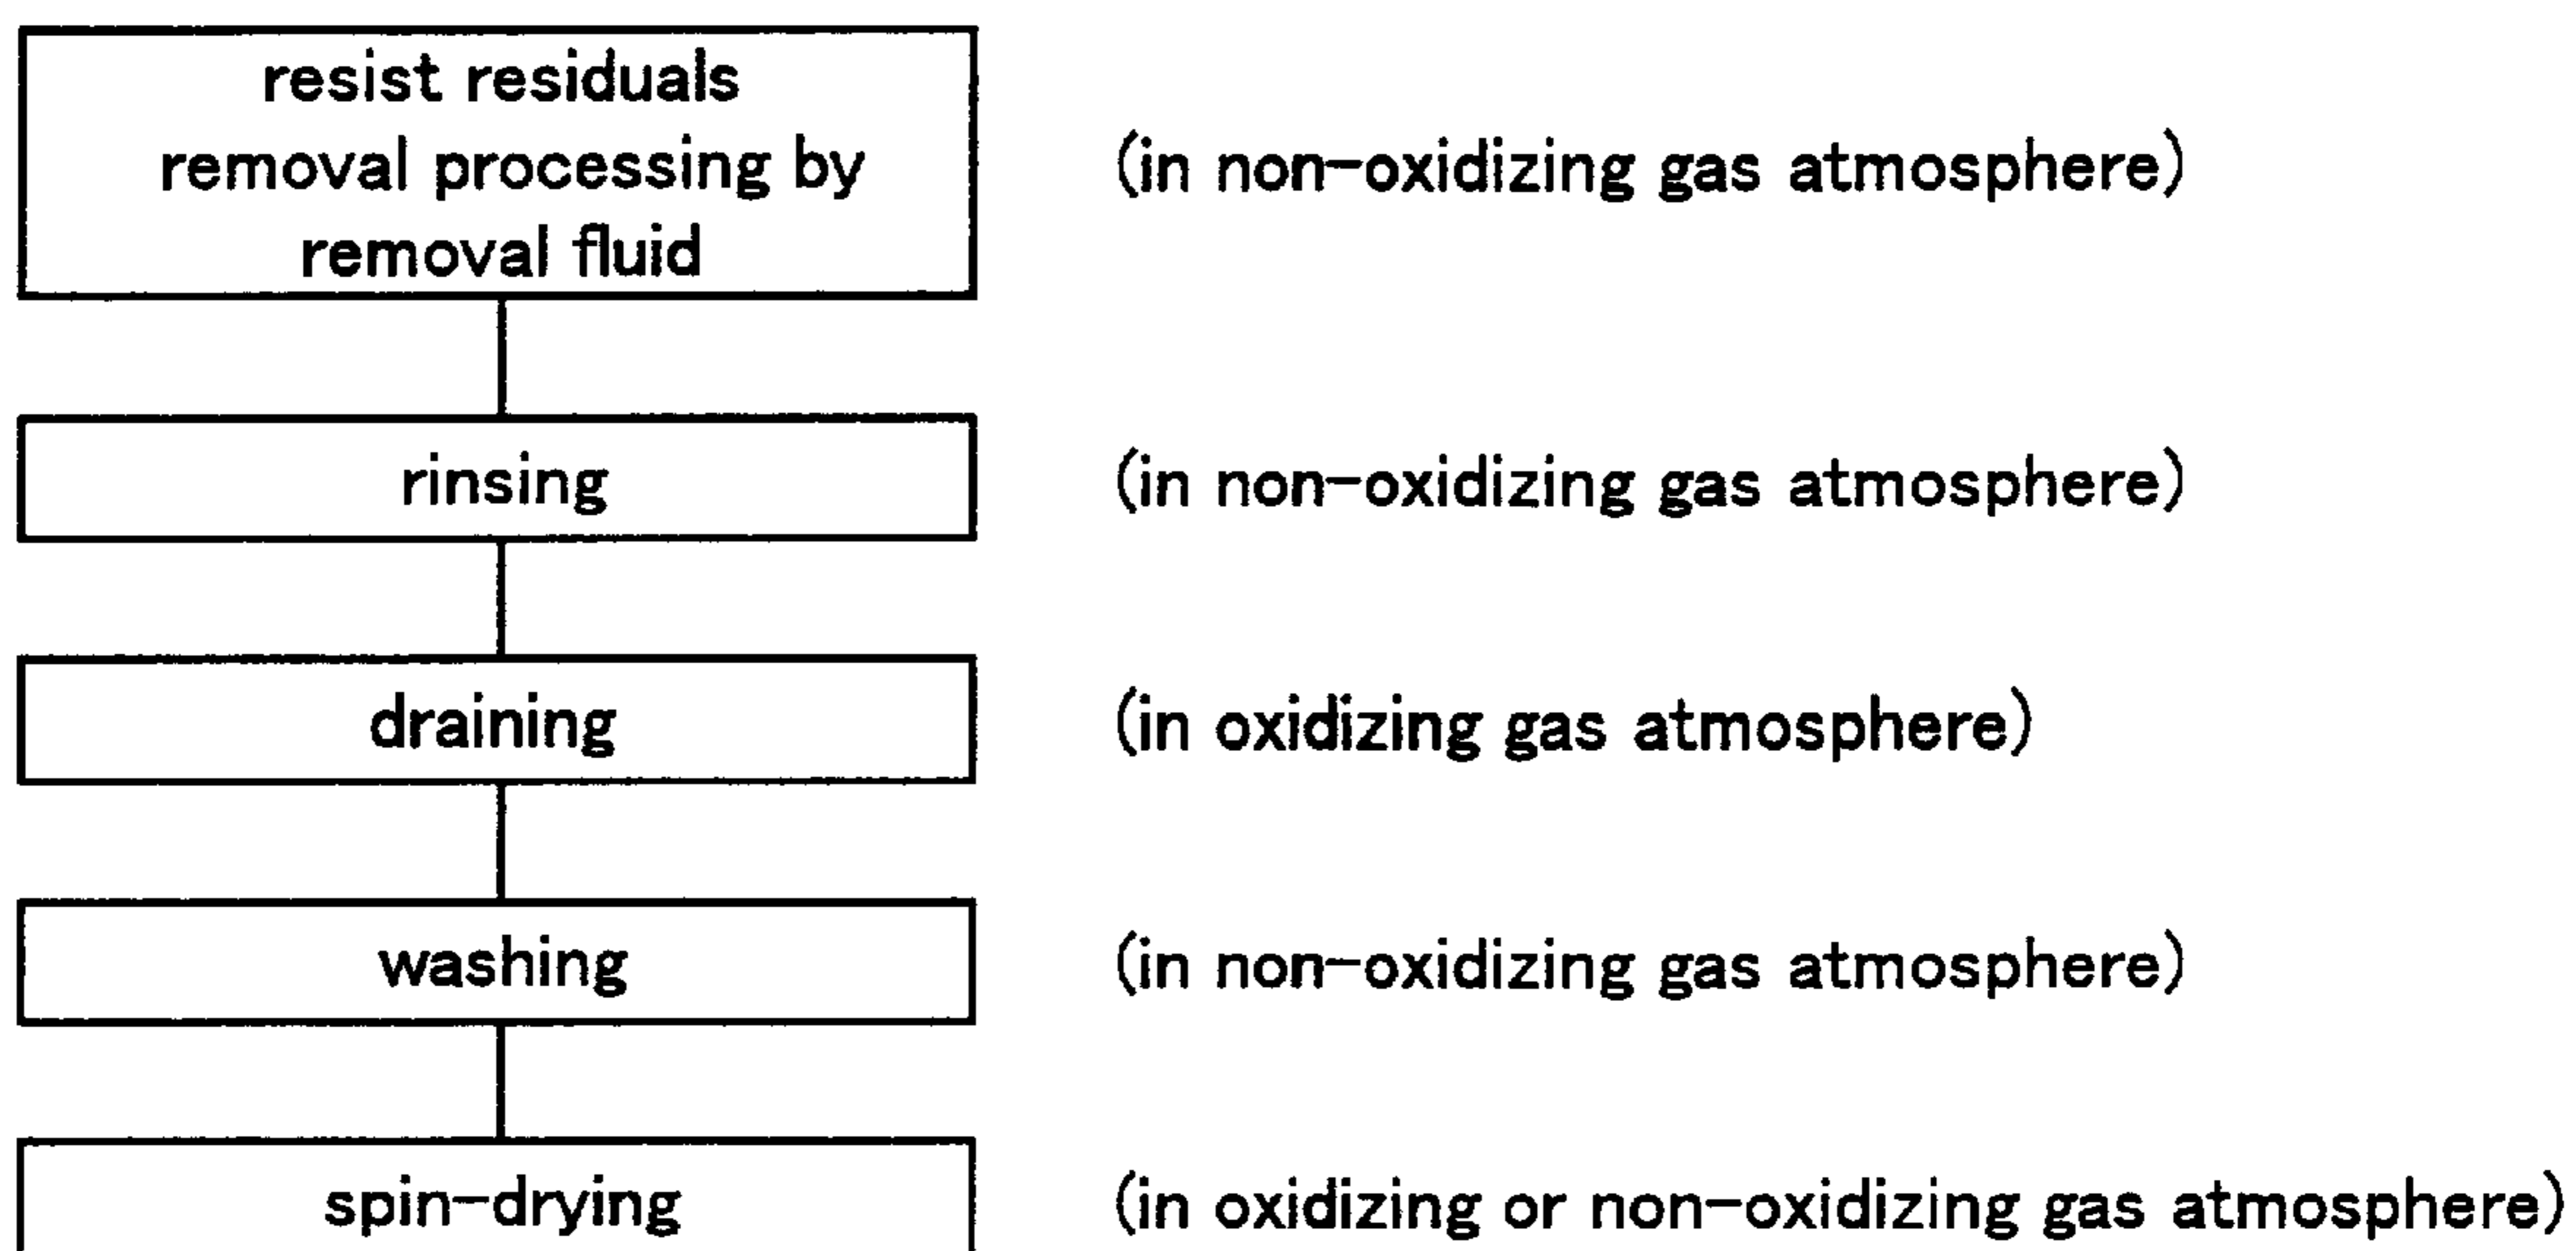 resist residuals
removal processing by
removal fluid
(in non-oxidizing gas atmosphere)
rinsing
(in non-oxidizing gas atmosphere)
draining
(in oxidizing gas atmosphere)
washing
(in non-oxidizing gas atmosphere)
spin-drying
(in oxidizing or non-oxidizing gas atmosphere)